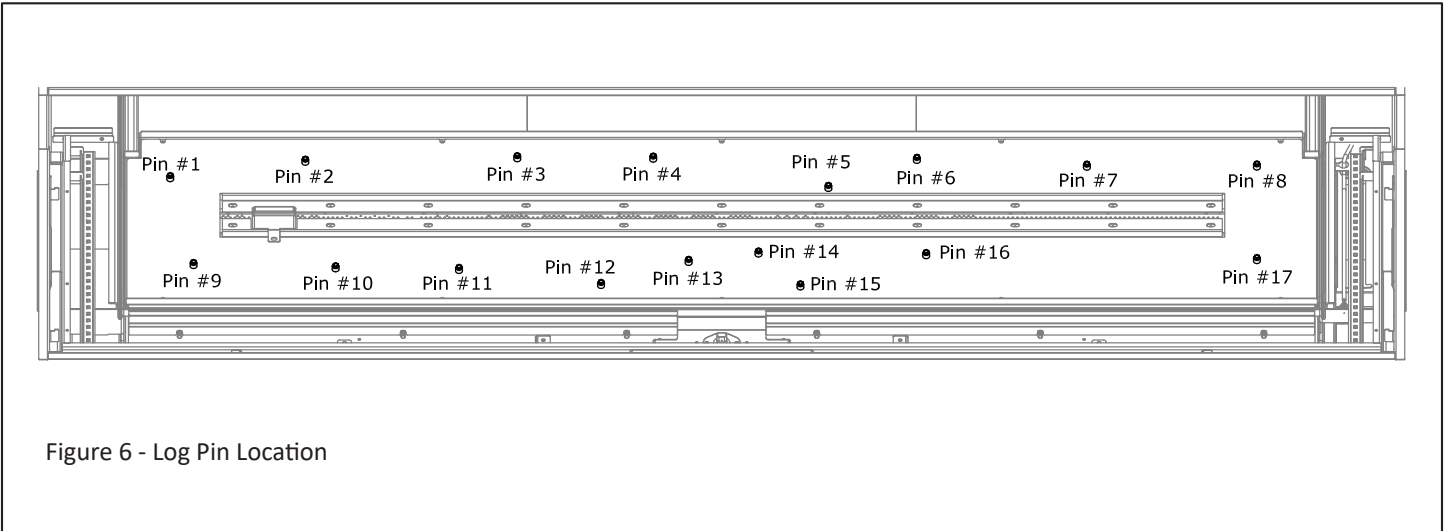 Pin #1
Pin #2
Pin #3
Pin #4
Pin #5
Pin #6
Pin #7
Pin #8
Pin #9
Pin #10
Pin #11
Pin #12
Pin #13
Pin #14
Pin #15
Pin #16
Pin #17
Figure 6 - Log Pin Location